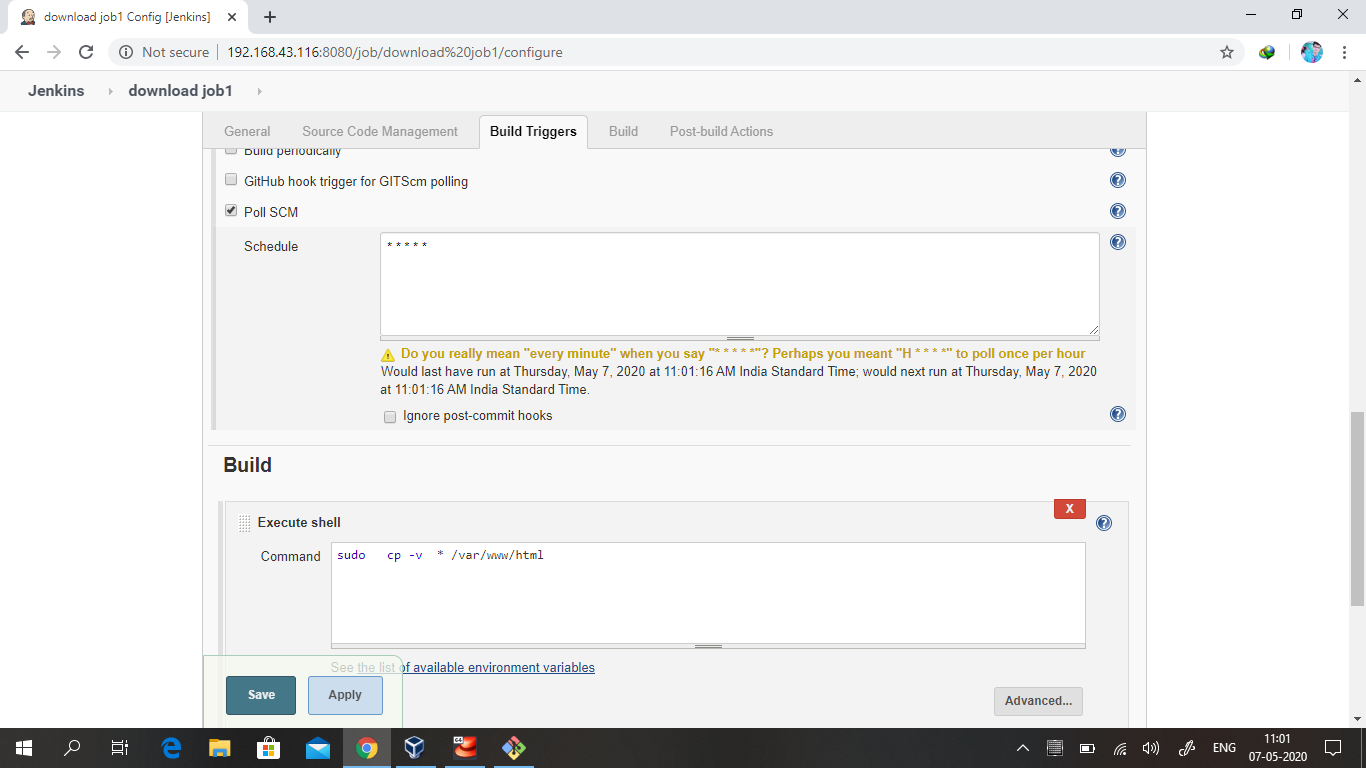 download job1 Config [Jenkins]
Not secure
192.168.43.116:8080/job/download%20job1/configure
Jenkins
download job1
General
Source Code Management
Build Triggers
Build
Post-build Actions
Build periodically
GitHub hook trigger for GITScm polling
Poll SCM
Schedule
* * * * *
Do you really mean "every minute" when you say "* * * * *"? Perhaps you meant "H * * * *" to poll once per hour
Would last have run at Thursday, May 7, 2020 at 11:01:16 AM India Standard Time; would next run at Thursday, May 7, 2020
at 11:01:16 AM India Standard Time.
Ignore post-commit hooks
Build
X
Execute shell
Command
sudo   cp -v  * /var/www/html
See the list of available environment variables
Save
Apply
Advanced...
ENG
11:01
07-05-2020